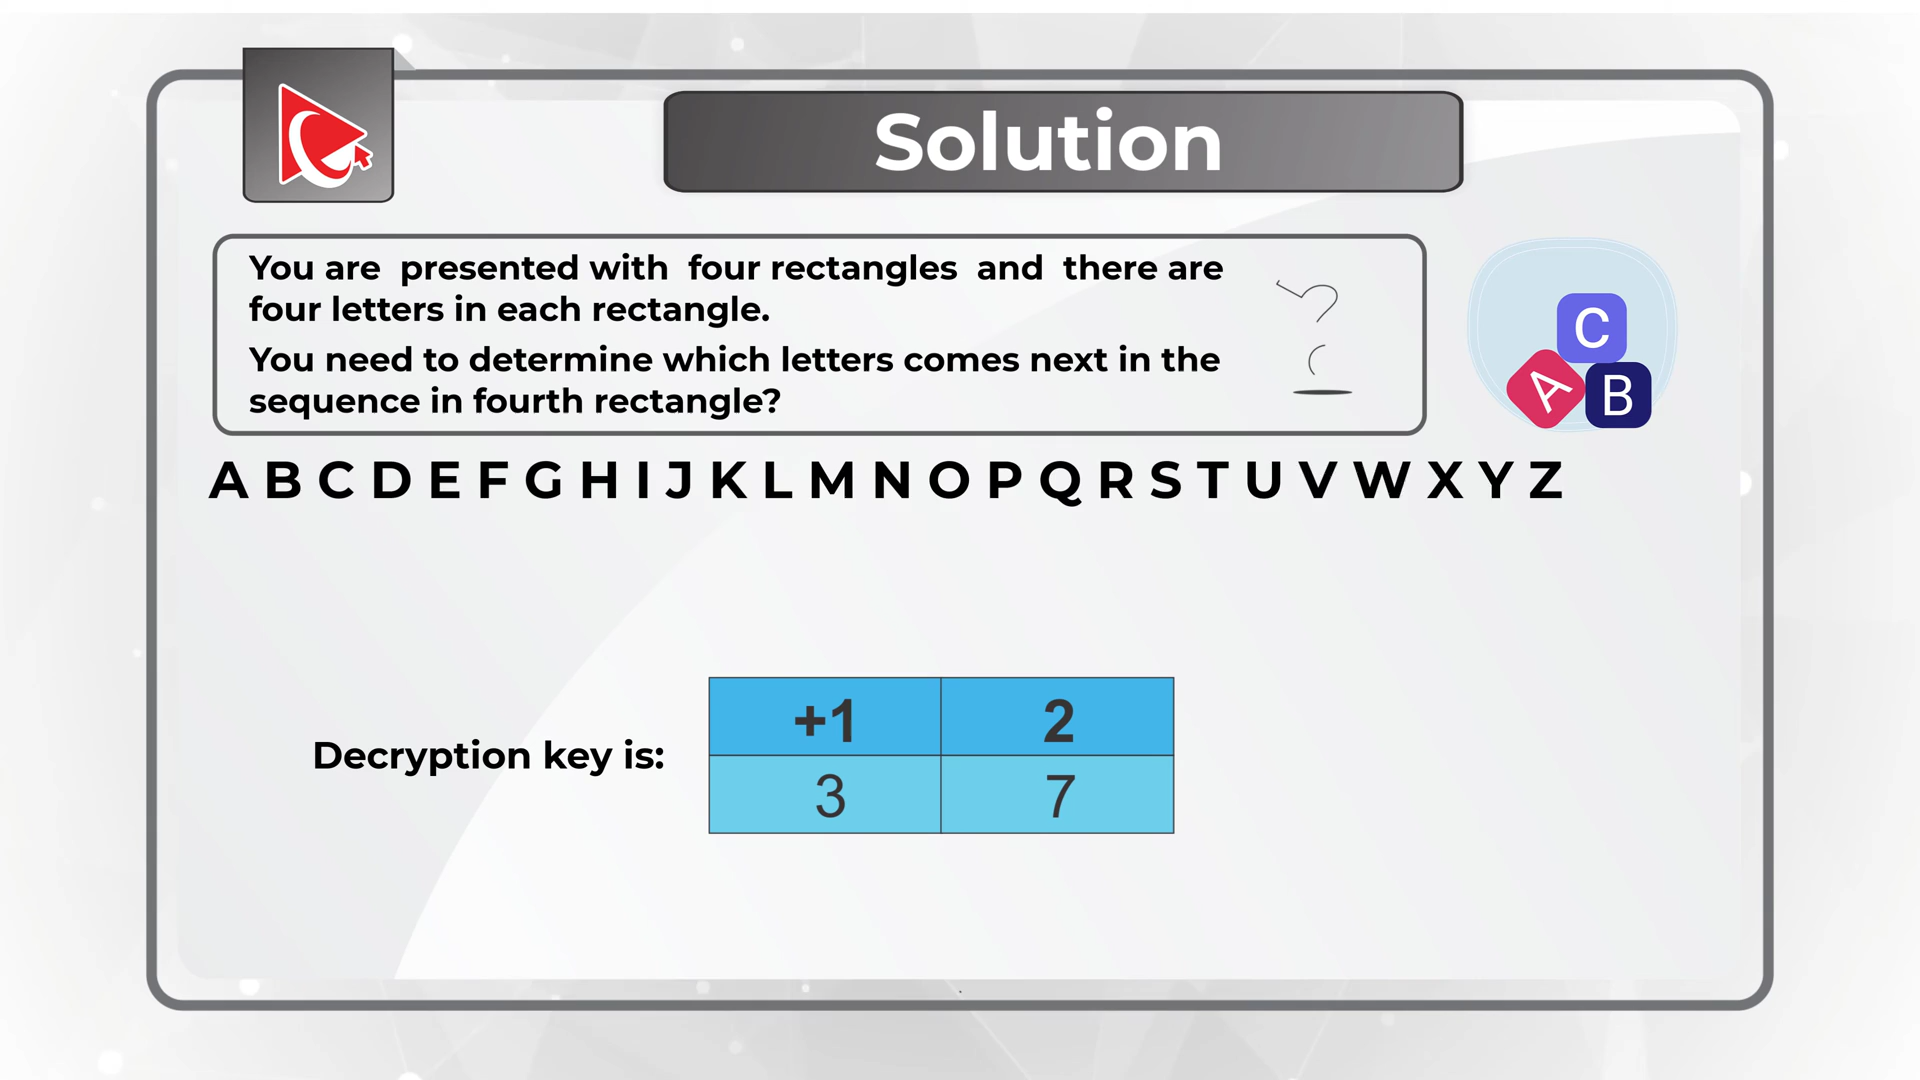 Solution
You are presented with four rectangles and there are
four letters in each rectangle.
You need to determine which letters comes next in the
sequence in fourth rectangle?
C
A B
A B C D E F G H I J K L M N O P Q R S T U V W X Y Z
+1 2
Decryption key is:
3 7